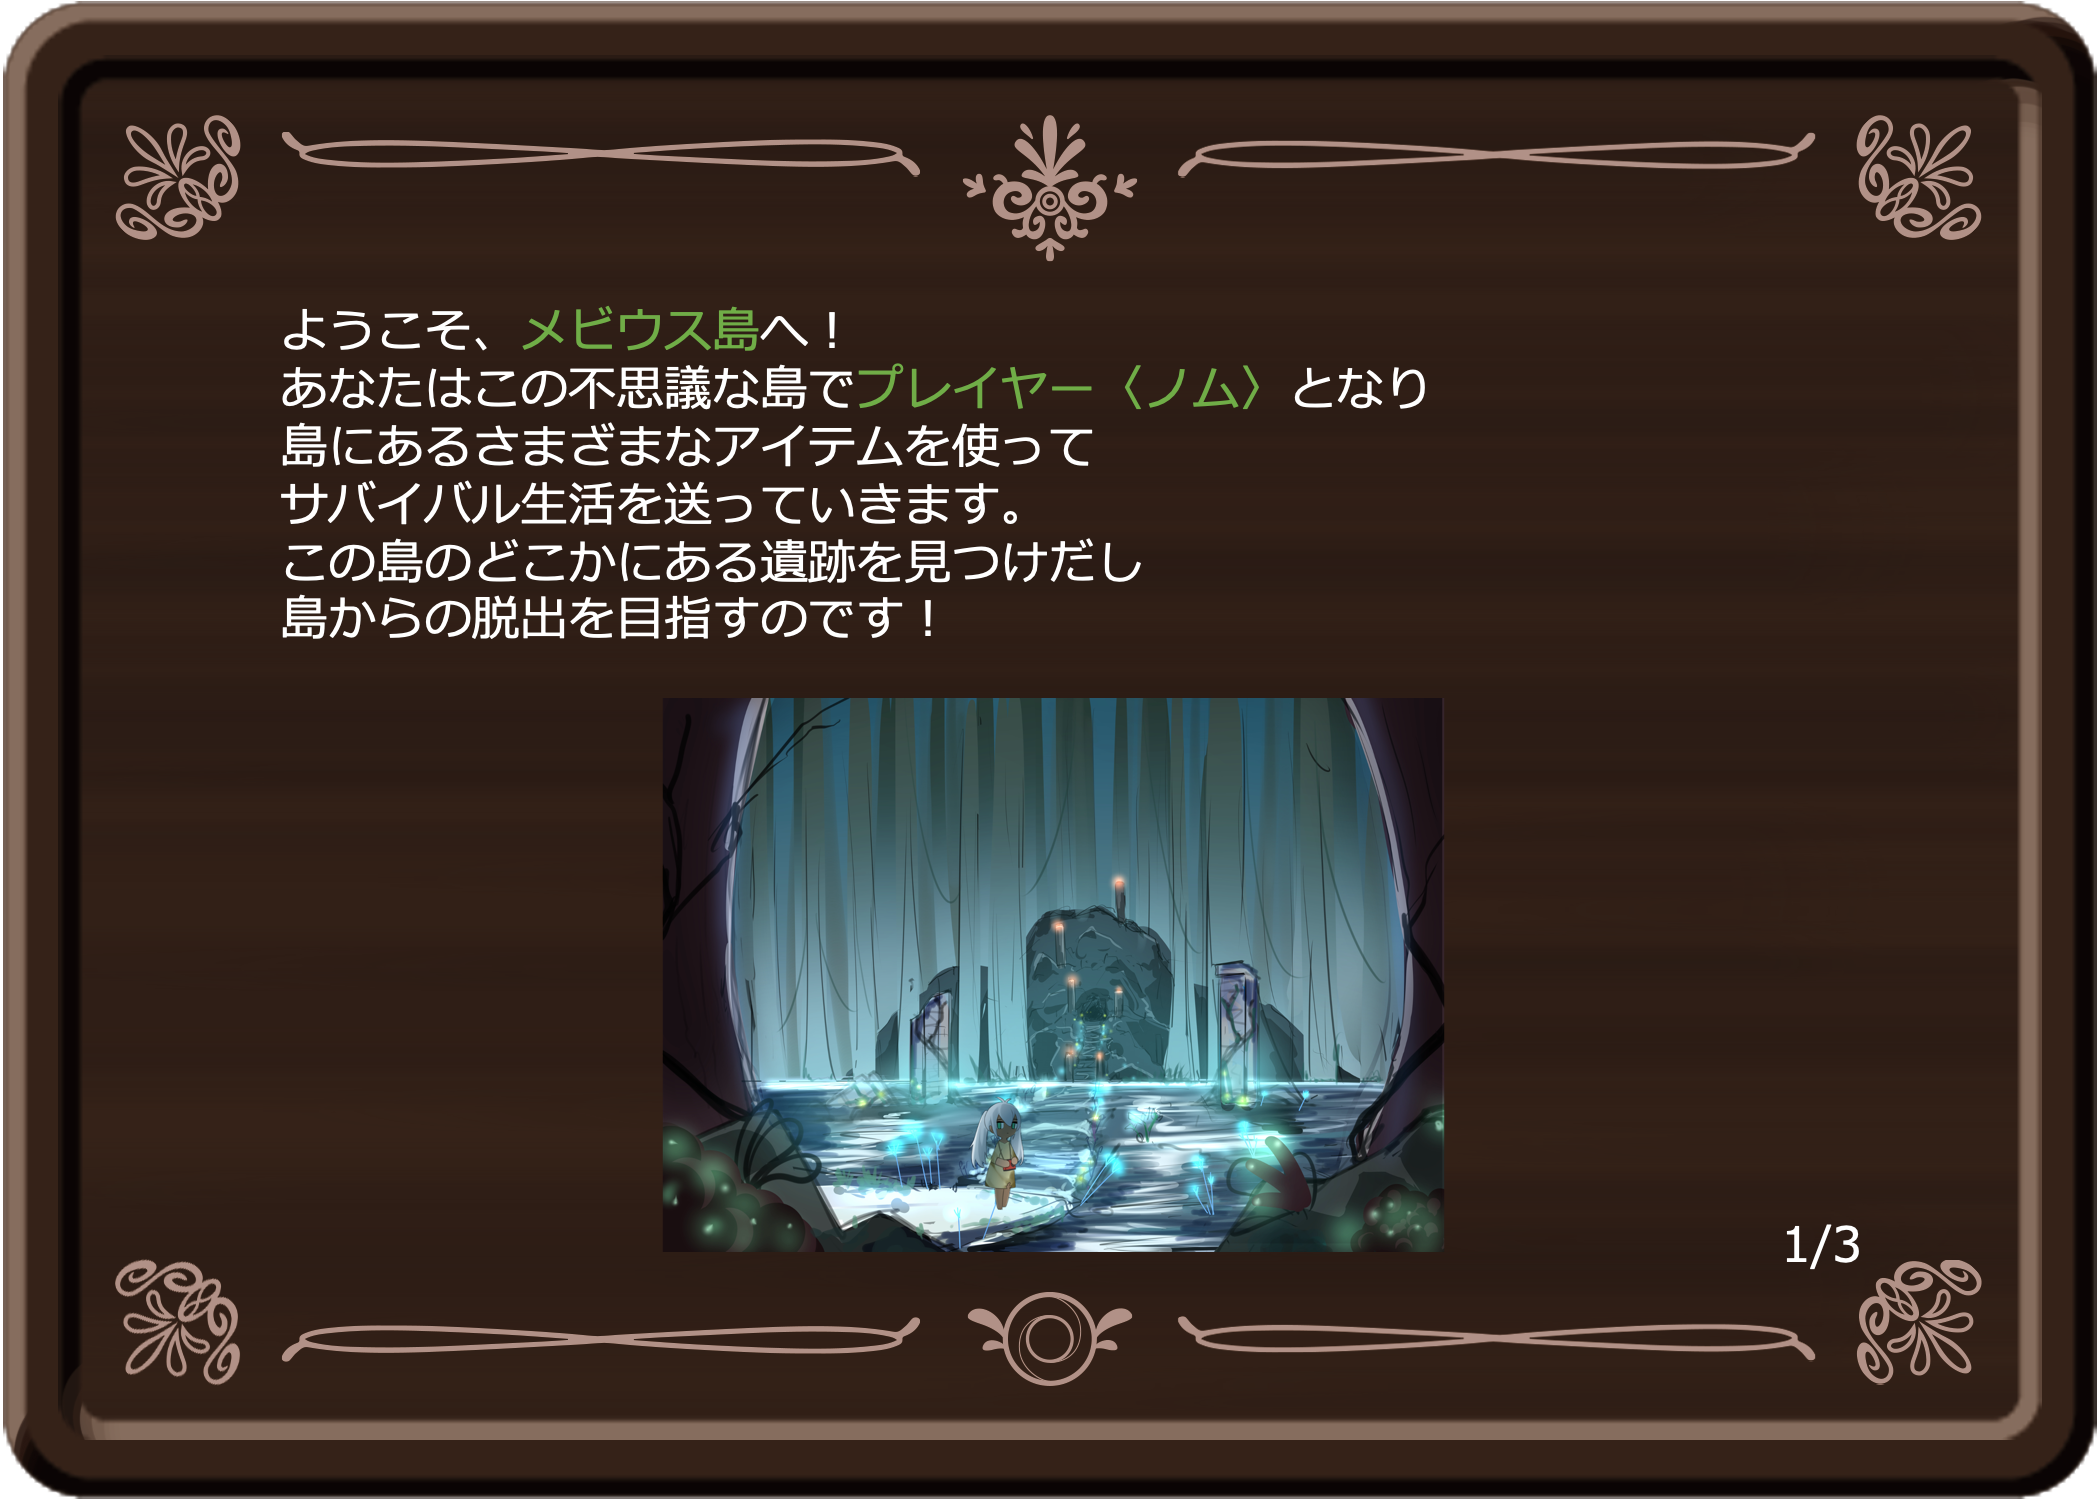 ようこそ、メビウス島へ！
あなたはこの不思議な島でプレイヤー〈ノム〉となり
島にあるさまざまなアイテムを使って
サバイバル生活を送っていきます。
この島のどこかにある遺跡を見つけだし
島からの脱出を目指すのです！
1/3